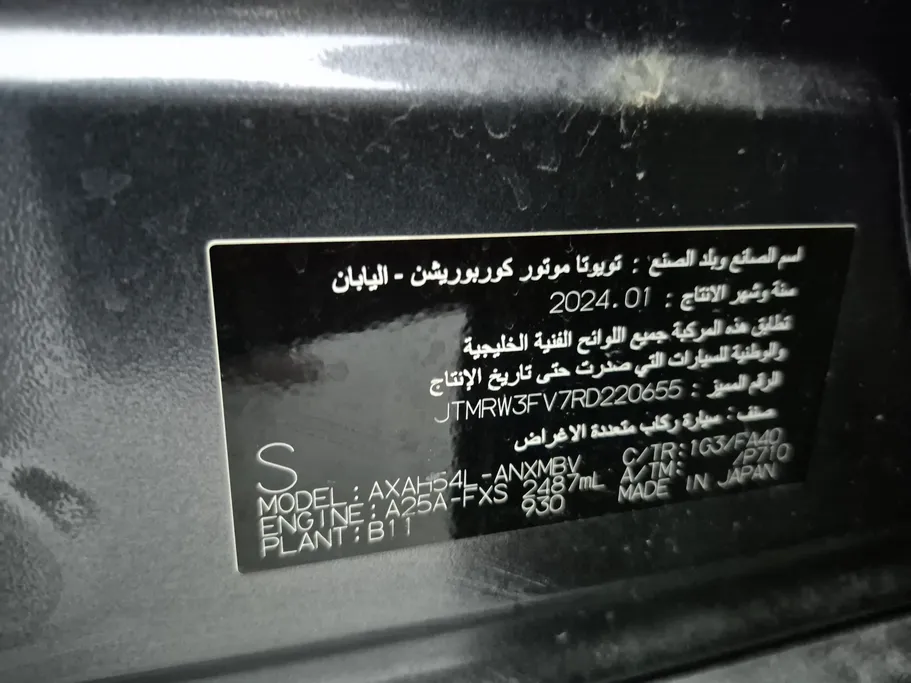 اسم الصانع وبلد الصنع : تويوتا موتور كوربوريشن - اليابان
سنة وشهر الانتاج : 2024.01
تطابق هذه المركبة جميع اللوائح الفنية الخليجية
والوطنية للسيارات التي صدرت حتى تاريخ الإنتاج
الرقم المميز : JTMRW3FV7RD220655
صنف : سيارة ركاب متعددة الاغراض
S
MODEL:AXAH54L-ANXMBV C/TR:1G3/FA40
ENGINE:A25A-FXS 2487mL A/TM: /P710
PLANT:B11 930 MADE IN JAPAN